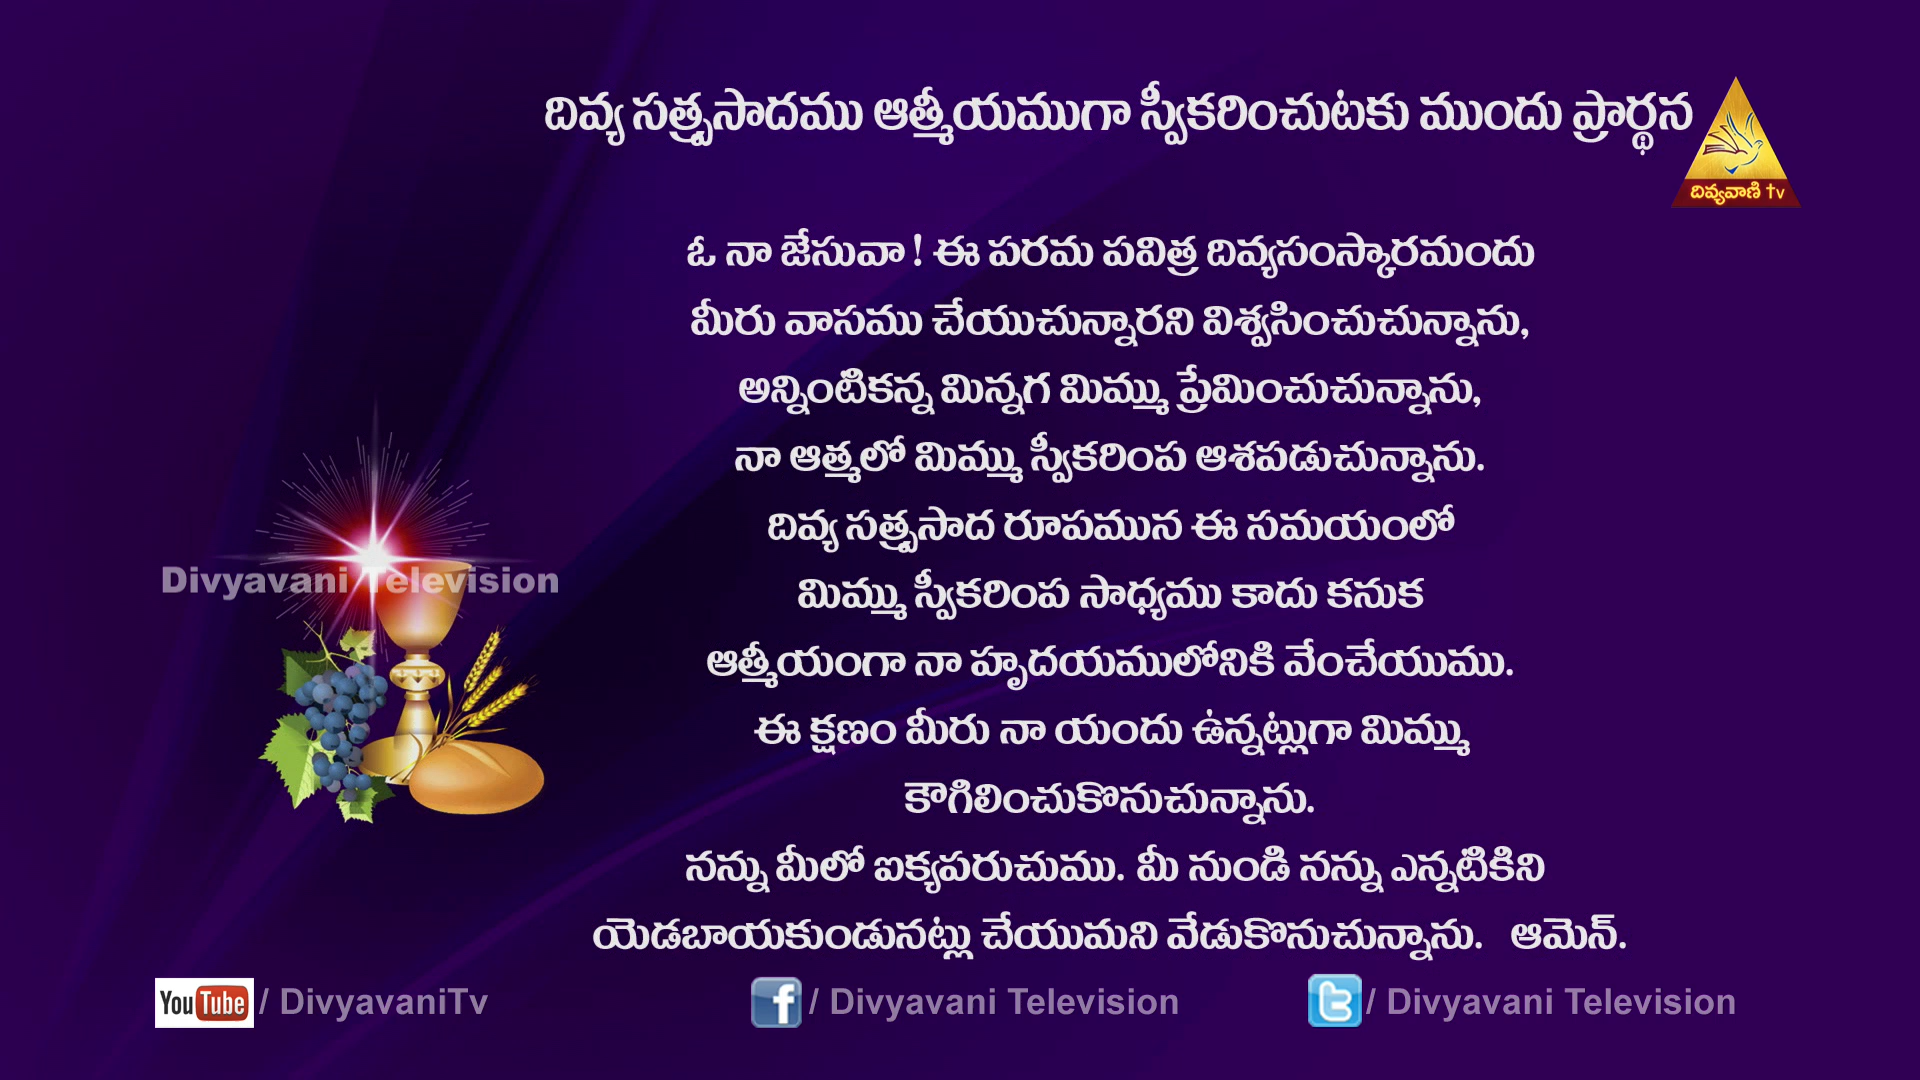 దివ్య సత్ప్రసాదము ఆత్మీయముగా స్వీకరించుటకు ముందు ప్రార్థన
దివ్యవాణి tv
ఓ నా జేసువా ! ఈ పరమ పవిత్ర దివ్యసంస్కారమందు
మీరు వాసము చేయుచున్నారని విశ్వసించుచున్నాను,
అన్నింటికన్న మిన్నగ మిమ్ము ప్రేమించుచున్నాను,
నా ఆత్మలో మిమ్ము స్వీకరింప ఆశపడుచున్నాను.
దివ్య సత్ప్రసాద రూపమున ఈ సమయంలో
Divyavani Television
మిమ్ము స్వీకరింప సాధ్యము కాదు కనుక
ఆత్మీయంగా నా హృదయములోనికి వేంచేయుము.
ఈ క్షణం మీరు నా యందు ఉన్నట్లుగా మిమ్ము
కౌగిలించుకొనుచున్నాను.
నన్ను మీలో ఐక్యపరుచుము. మీ నుండి నన్ను ఎన్నటికిని
యెడబాయకుండునట్లు చేయుమని వేడుకొనుచున్నాను. ఆమెన్.
YouTube / DivyavaniTv
f / Divyavani Television
t / Divyavani Television